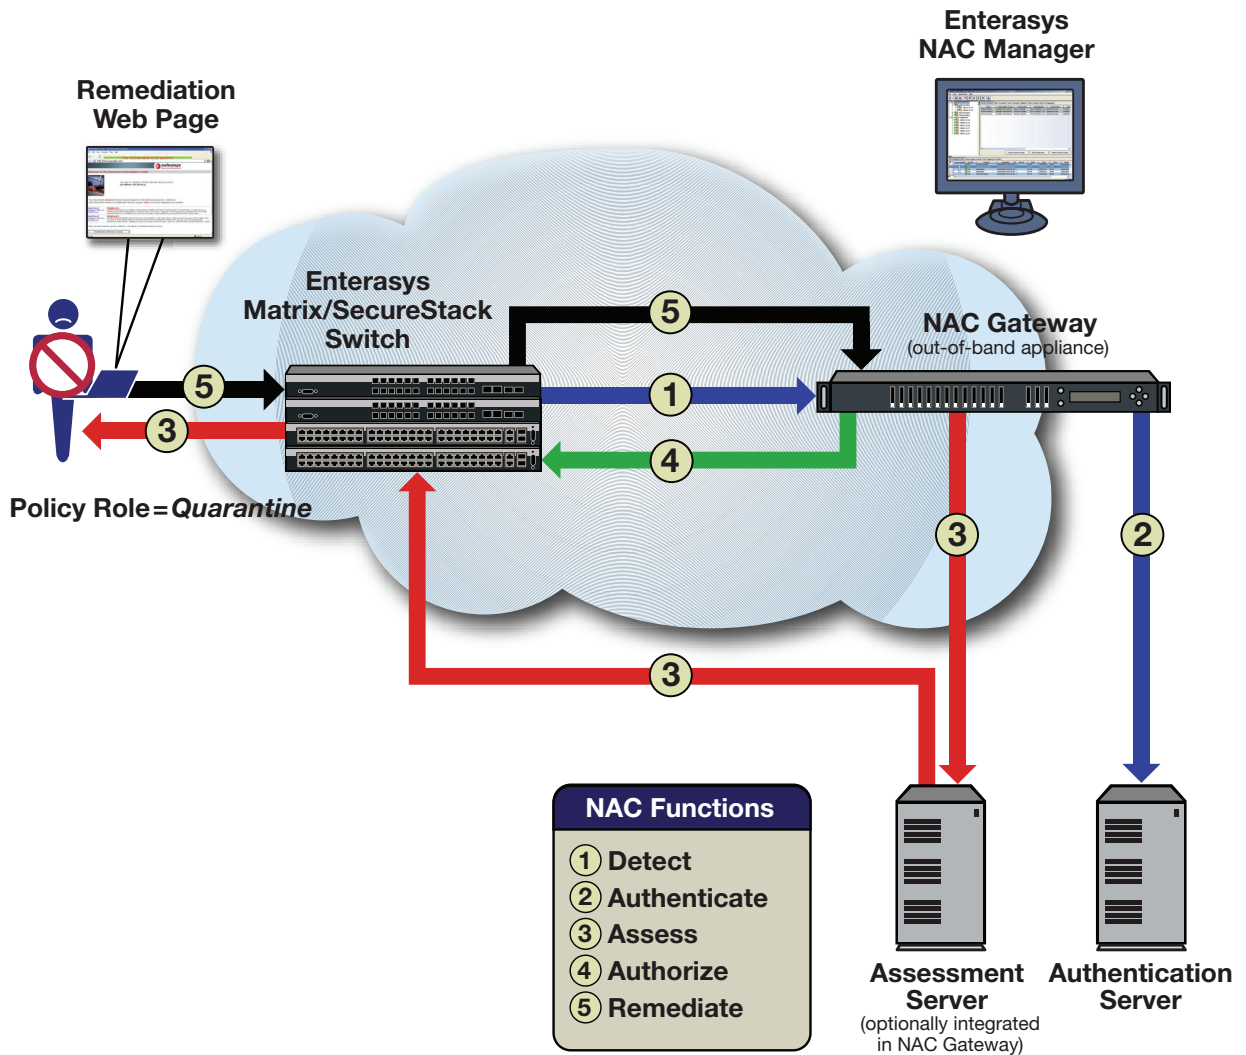 Enterasys
NAC Manager
Remediation
Web Page
enterasys
Enterasys
Matrix/SecureStack
Switch
NAC Gateway
(out-of-band appliance)
5
5
1
3
4
Policy Role=Quarantine
3
2
3
NAC Functions
1 Detect
2 Authenticate
3 Assess
4 Authorize
5 Remediate
Assessment
Server
(optionally integrated
in NAC Gateway)
Authentication
Server